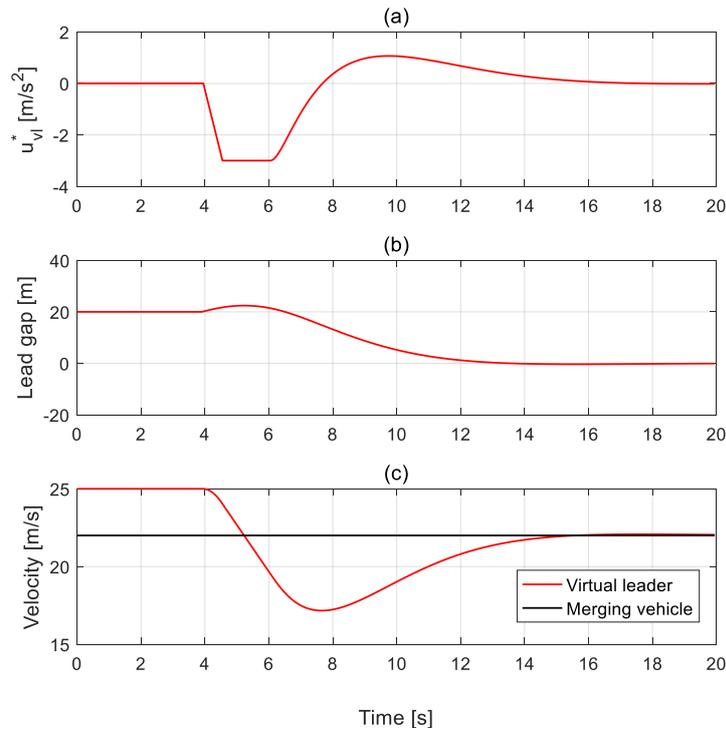 (a)
2
0
-2
-4
u*vl [m/s2]
0 2 4 6 8 10 12 14 16 18 20
(b)
40
20
0
-20
Lead gap [m]
0 2 4 6 8 10 12 14 16 18 20
(c)
25
20
15
Velocity [m/s]
Virtual leader
Merging vehicle
0 2 4 6 8 10 12 14 16 18 20
Time [s]